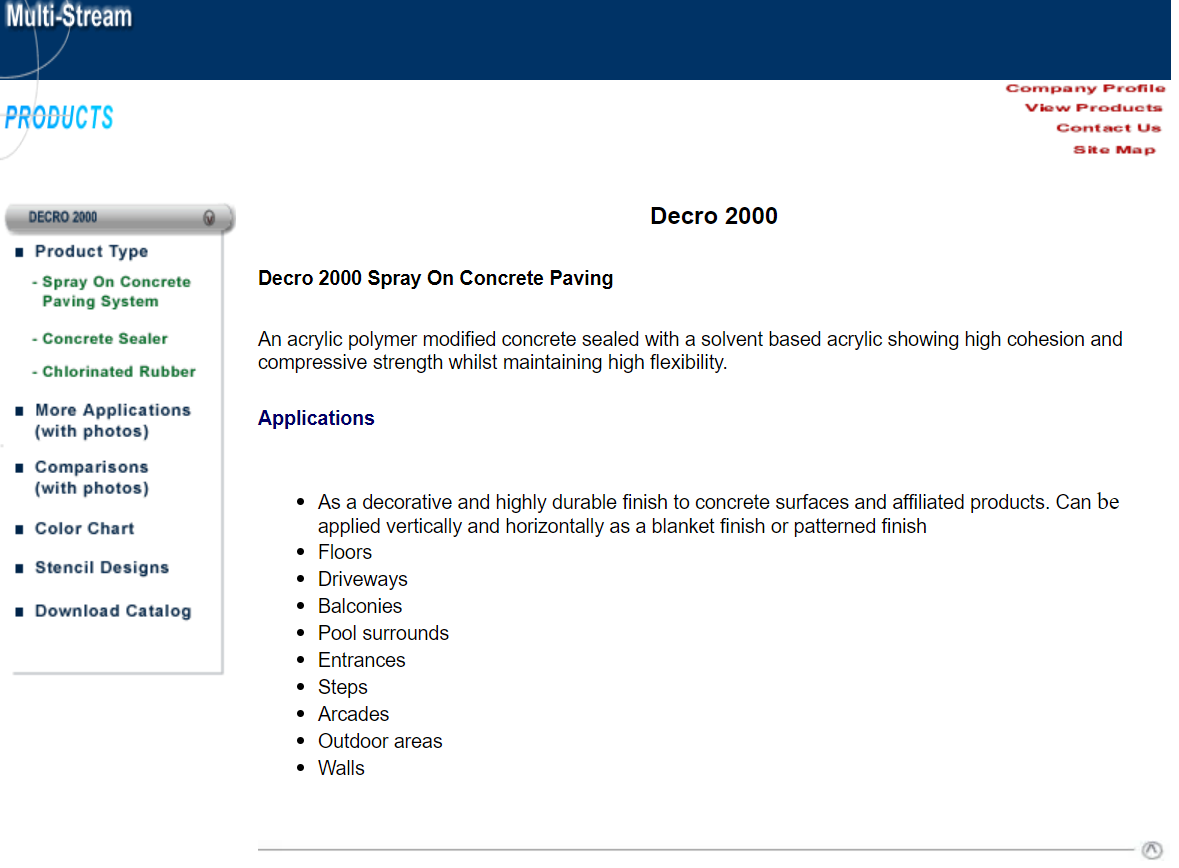 Multi-Stream
PRODUCTS
Company Profile
View Products
Contact Us
Site Map
DECRO 2000
Product Type
- Spray On Concrete
Paving System
- Concrete Sealer
- Chlorinated Rubber
More Applications
(with photos)
Comparisons
(with photos)
Color Chart
Stencil Designs
Download Catalog
Decro 2000
Decro 2000 Spray On Concrete Paving
An acrylic polymer modified concrete sealed with a solvent based acrylic showing high cohesion and
compressive strength whilst maintaining high flexibility.
Applications
• As a decorative and highly durable finish to concrete surfaces and affiliated products. Can be
applied vertically and horizontally as a blanket finish or patterned finish
• Floors
• Driveways
• Balconies
• Pool surrounds
• Entrances
• Steps
• Arcades
• Outdoor areas
• Walls